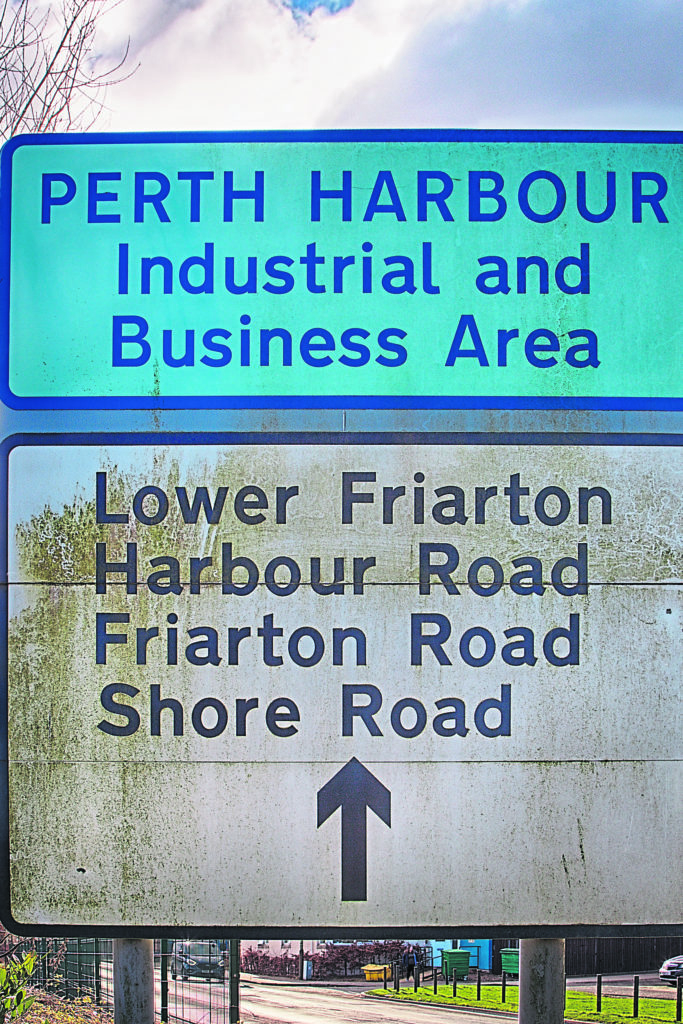 PERTH HARBOUR
Industrial and
Business Area
Lower Friarton
Harbour Road
Friarton Road
Shore Road